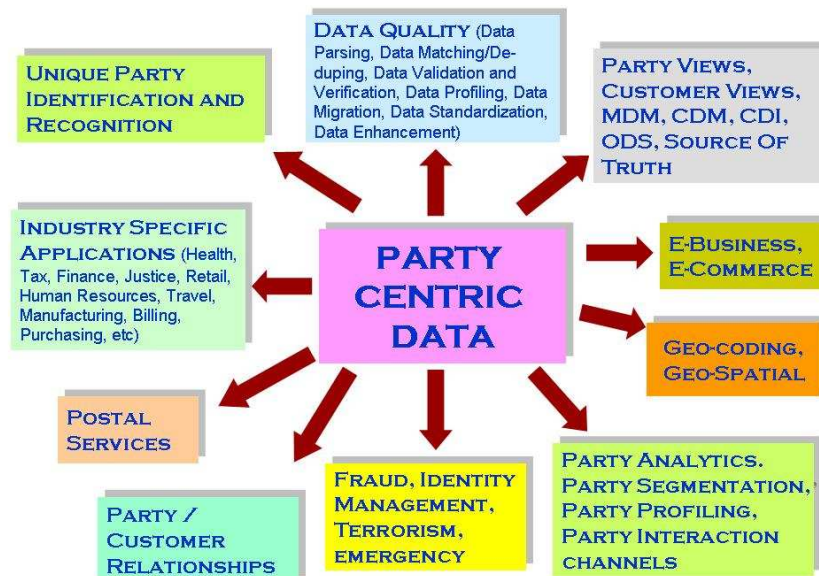 DATA QUALITY (Data
Parsing, Data Matching/De-
duping, Data Validation and
Verification, Data Profiling, Data
Migration, Data Standardization,
Data Enhancement)
UNIQUE PARTY
IDENTIFICATION AND
RECOGNITION
PARTY VIEWS,
CUSTOMER VIEWS,
MDM, CDM, CDI,
ODS, SOURCE OF
TRUTH
INDUSTRY SPECIFIC
APPLICATIONS (Health,
Tax, Finance, Justice, Retail,
Human Resources, Travel,
Manufacturing, Billing,
Purchasing, etc)
PARTY
CENTRIC
DATA
E-BUSINESS,
E-COMMERCE
GEO-CODING,
GEO-SPATIAL
POSTAL
SERVICES
PARTY /
CUSTOMER
RELATIONSHIPS
FRAUD, IDENTITY
MANAGEMENT,
TERRORISM,
EMERGENCY
PARTY ANALYTICS.
PARTY SEGMENTATION,
PARTY PROFILING,
PARTY INTERACTION
CHANNELS